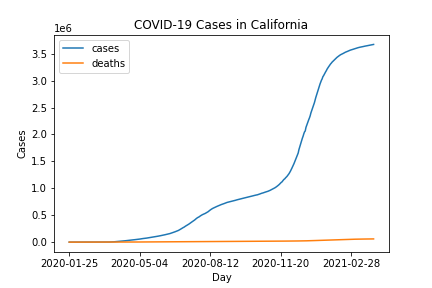 COVID-19 Cases in California
1e6
cases
deaths
3.5
3.0
2.5
2.0
1.5
1.0
0.5
0.0
Cases
2020-01-25 2020-05-04 2020-08-12 2020-11-20 2021-02-28
Day